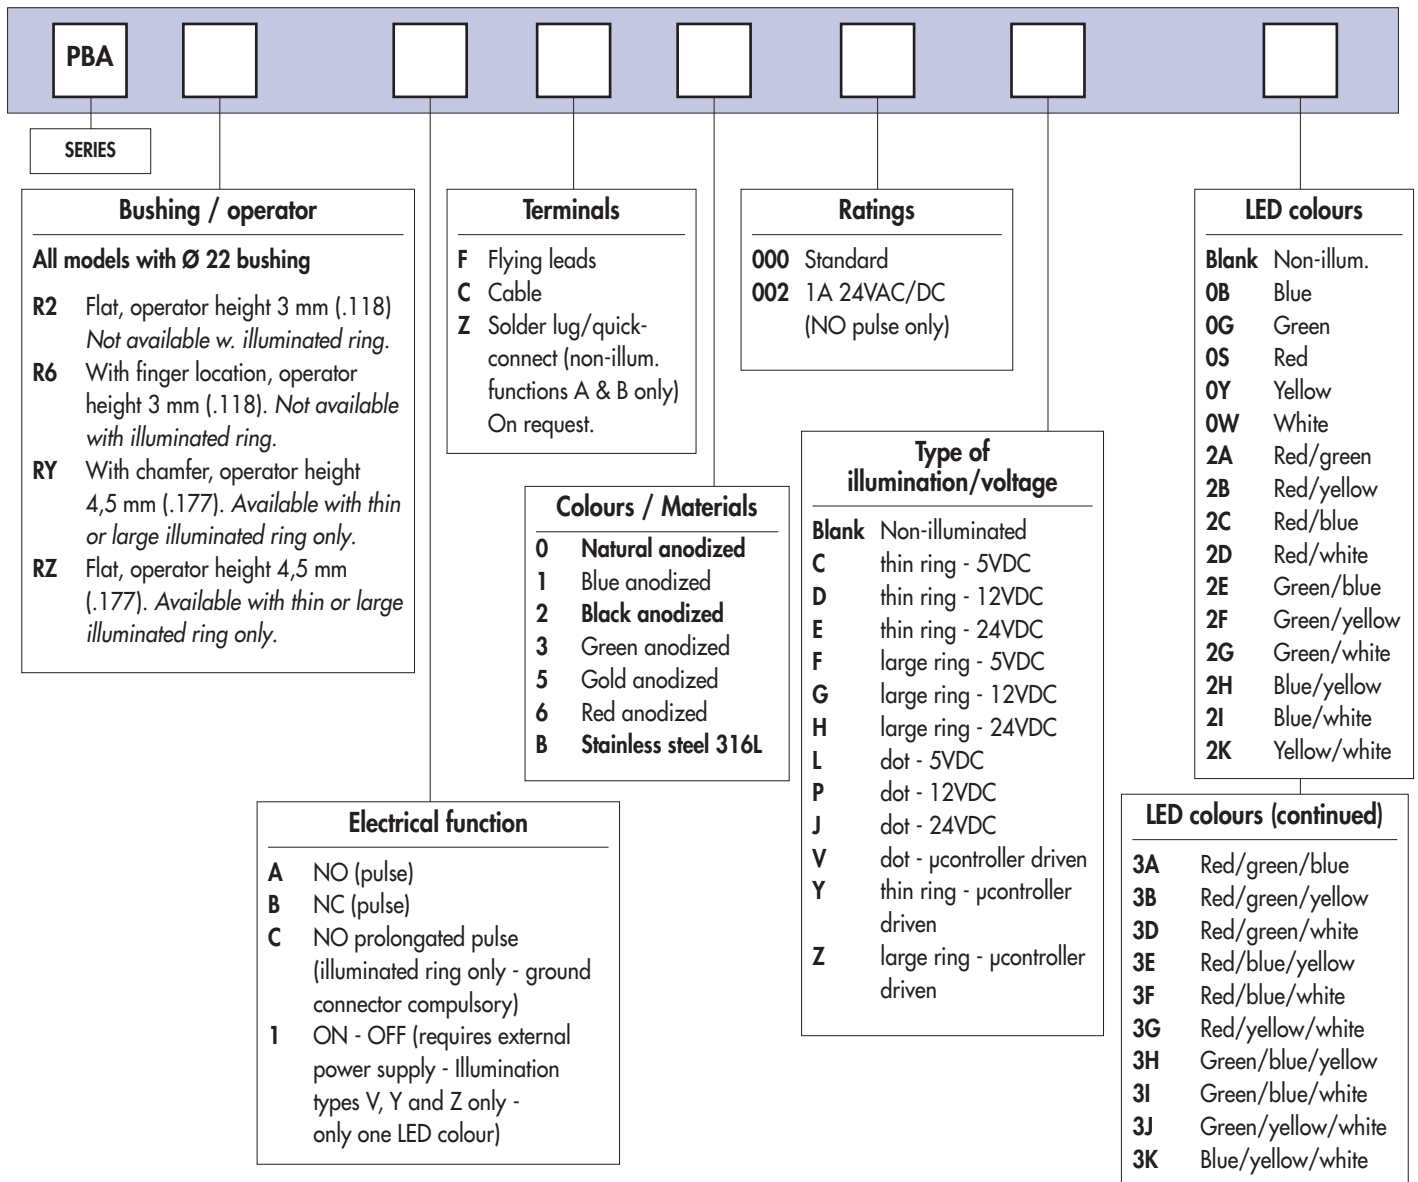 PBA
SERIES
Bushing / operator
All models with Ø 22 bushing
R2 Flat, operator height 3 mm (.118)
Not available w. illuminated ring.
R6 With finger location, operator
height 3 mm (.118). Not available
with illuminated ring.
RY With chamfer, operator height
4,5 mm (.177). Available with thin
or large illuminated ring only.
RZ Flat, operator height 4,5 mm
(.177). Available with thin or large
illuminated ring only.
Electrical function
A NO (pulse)
B NC (pulse)
C NO prolongated pulse
(illuminated ring only - ground
connector compulsory)
1 ON - OFF (requires external
power supply - Illumination
types V, Y and Z only -
only one LED colour)
Terminals
F Flying leads
C Cable
Z Solder lug/quick-
connect (non-illum.
functions A & B only)
On request.
Colours / Materials
0 Natural anodized
1 Blue anodized
2 Black anodized
3 Green anodized
5 Gold anodized
6 Red anodized
B Stainless steel 316L
Ratings
000 Standard
002 1A 24VAC/DC
(NO pulse only)
Type of
illumination/voltage
Blank Non-illuminated
C thin ring - 5VDC
D thin ring - 12VDC
E thin ring - 24VDC
F large ring - 5VDC
G large ring - 12VDC
H large ring - 24VDC
L dot - 5VDC
P dot - 12VDC
J dot - 24VDC
V dot - µcontroller driven
Y thin ring - µcontroller
driven
Z large ring - µcontroller
driven
LED colours
Blank Non-illum.
0B Blue
0G Green
0S Red
0Y Yellow
0W White
2A Red/green
2B Red/yellow
2C Red/blue
2D Red/white
2E Green/blue
2F Green/yellow
2G Green/white
2H Blue/yellow
2I Blue/white
2K Yellow/white
LED colours (continued)
3A Red/green/blue
3B Red/green/yellow
3D Red/green/white
3E Red/blue/yellow
3F Red/blue/white
3G Red/yellow/white
3H Green/blue/yellow
3I Green/blue/white
3J Green/yellow/white
3K Blue/yellow/white